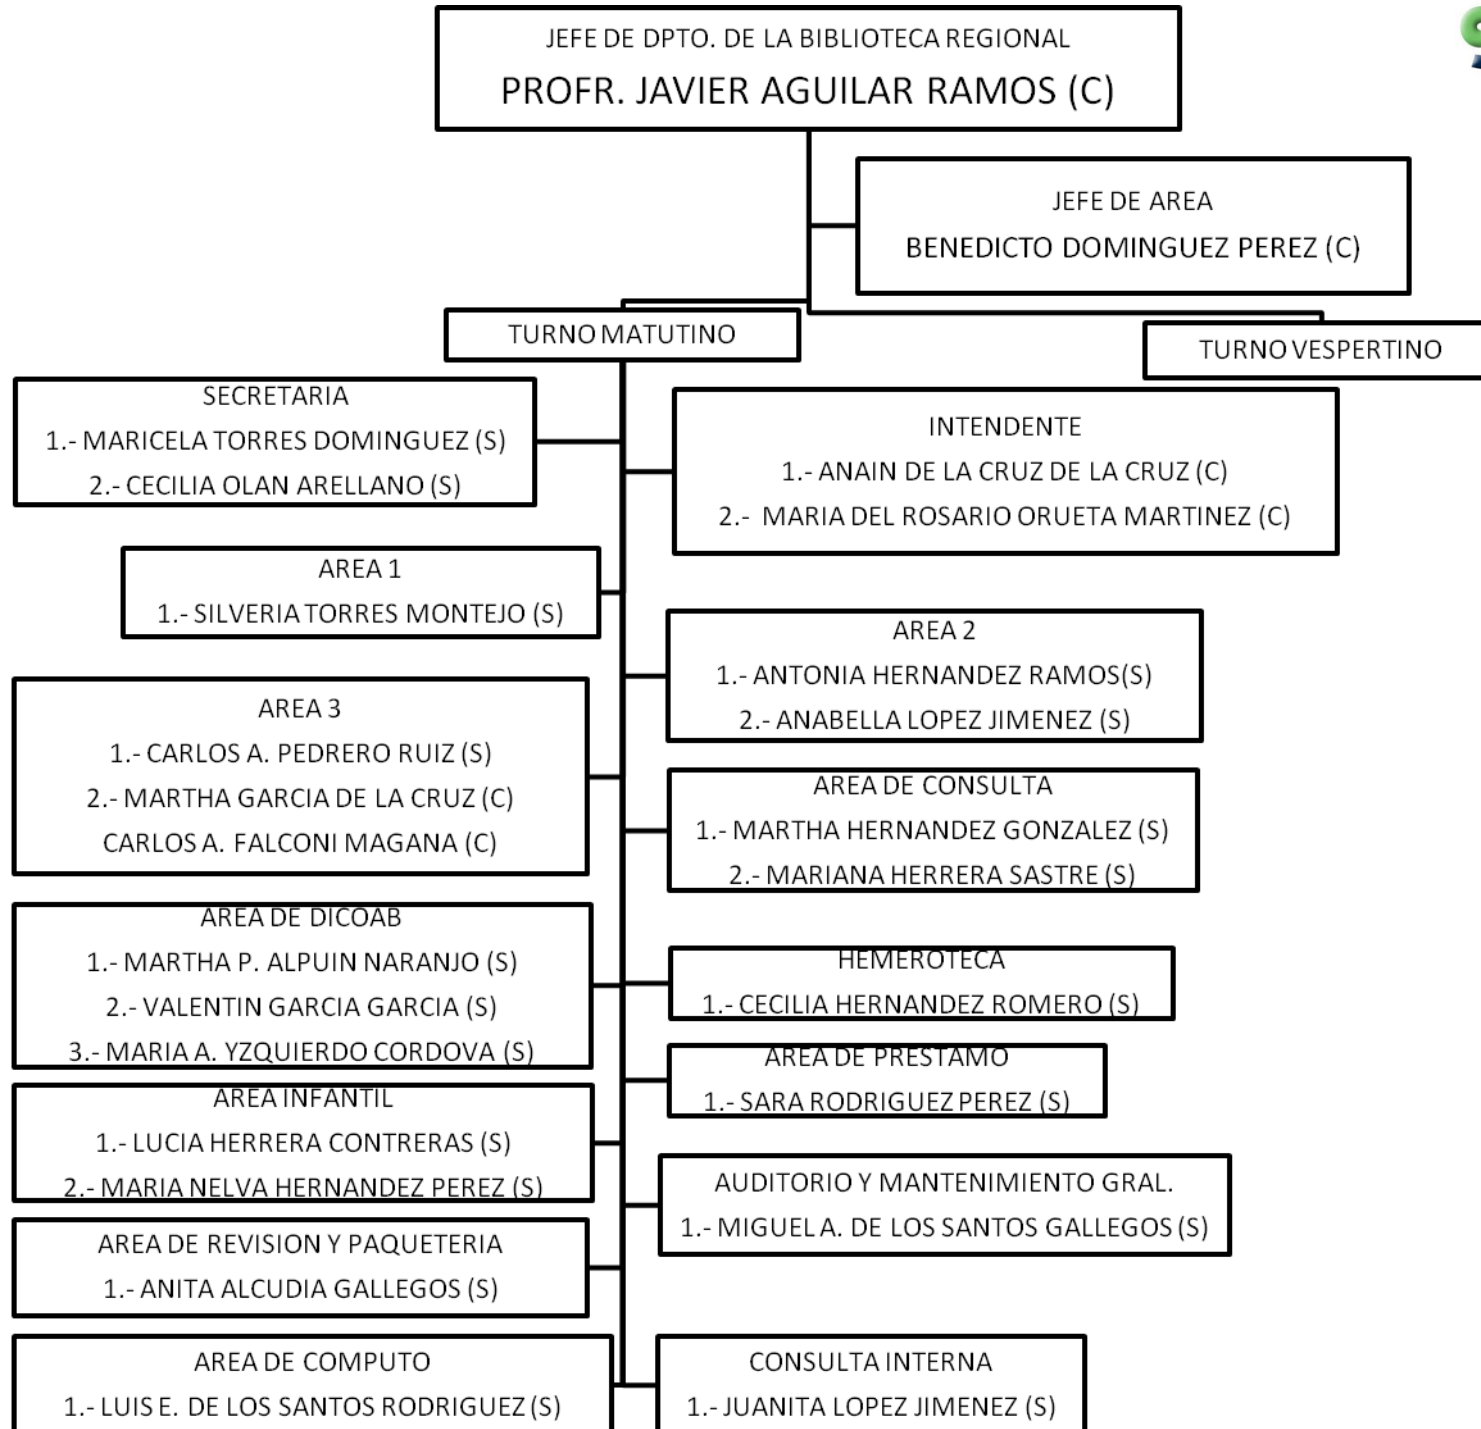 JEFE DE DPTO. DE LA BIBLIOTECA REGIONAL
PROFR. JAVIER AGUILAR RAMOS (C)
JEFE DE AREA
BENEDICTO DOMINGUEZ PEREZ (C)
TURNO MATUTINO
TURNO VESPERTINO
SECRETARIA
1.- MARICELA TORRES DOMINGUEZ (S)
2.- CECILIA OLAN ARELLANO (S)
INTENDENTE
1.- ANAIN DE LA CRUZ DE LA CRUZ (C)
2.- MARIA DEL ROSARIO ORUETA MARTINEZ (C)
AREA 1
1.- SILVERIA TORRES MONTEJO (S)
AREA 2
1.- ANTONIA HERNANDEZ RAMOS(S)
2.- ANABELLA LOPEZ JIMENEZ (S)
AREA 3
1.- CARLOS A. PEDRERO RUIZ (S)
2.- MARTHA GARCIA DE LA CRUZ (C)
CARLOS A. FALCONI MAGANA (C)
AREA DE CONSULTA
1.- MARTHA HERNANDEZ GONZALEZ (S)
2.- MARIANA HERRERA SASTRE (S)
AREA DE DICOAB
1.- MARTHA P. ALPUIN NARANJO (S)
2.- VALENTIN GARCIA GARCIA (S)
3.- MARIA A. YZQUIERDO CORDOVA (S)
HEMEROTECA
1.- CECILIA HERNANDEZ ROMERO (S)
AREA DE PRESTAMO
1.- SARA RODRIGUEZ PEREZ (S)
AREA INFANTIL
1.- LUCIA HERRERA CONTRERAS (S)
2.- MARIA NELVA HERNANDEZ PEREZ (S)
AUDITORIO Y MANTENIMIENTO GRAL.
1.- MIGUEL A. DE LOS SANTOS GALLEGOS (S)
AREA DE REVISION Y PAQUETERIA
1.- ANITA ALCUDIA GALLEGOS (S)
AREA DE COMPUTO
1.- LUIS E. DE LOS SANTOS RODRIGUEZ (S)
CONSULTA INTERNA
1.- JUANITA LOPEZ JIMENEZ (S)